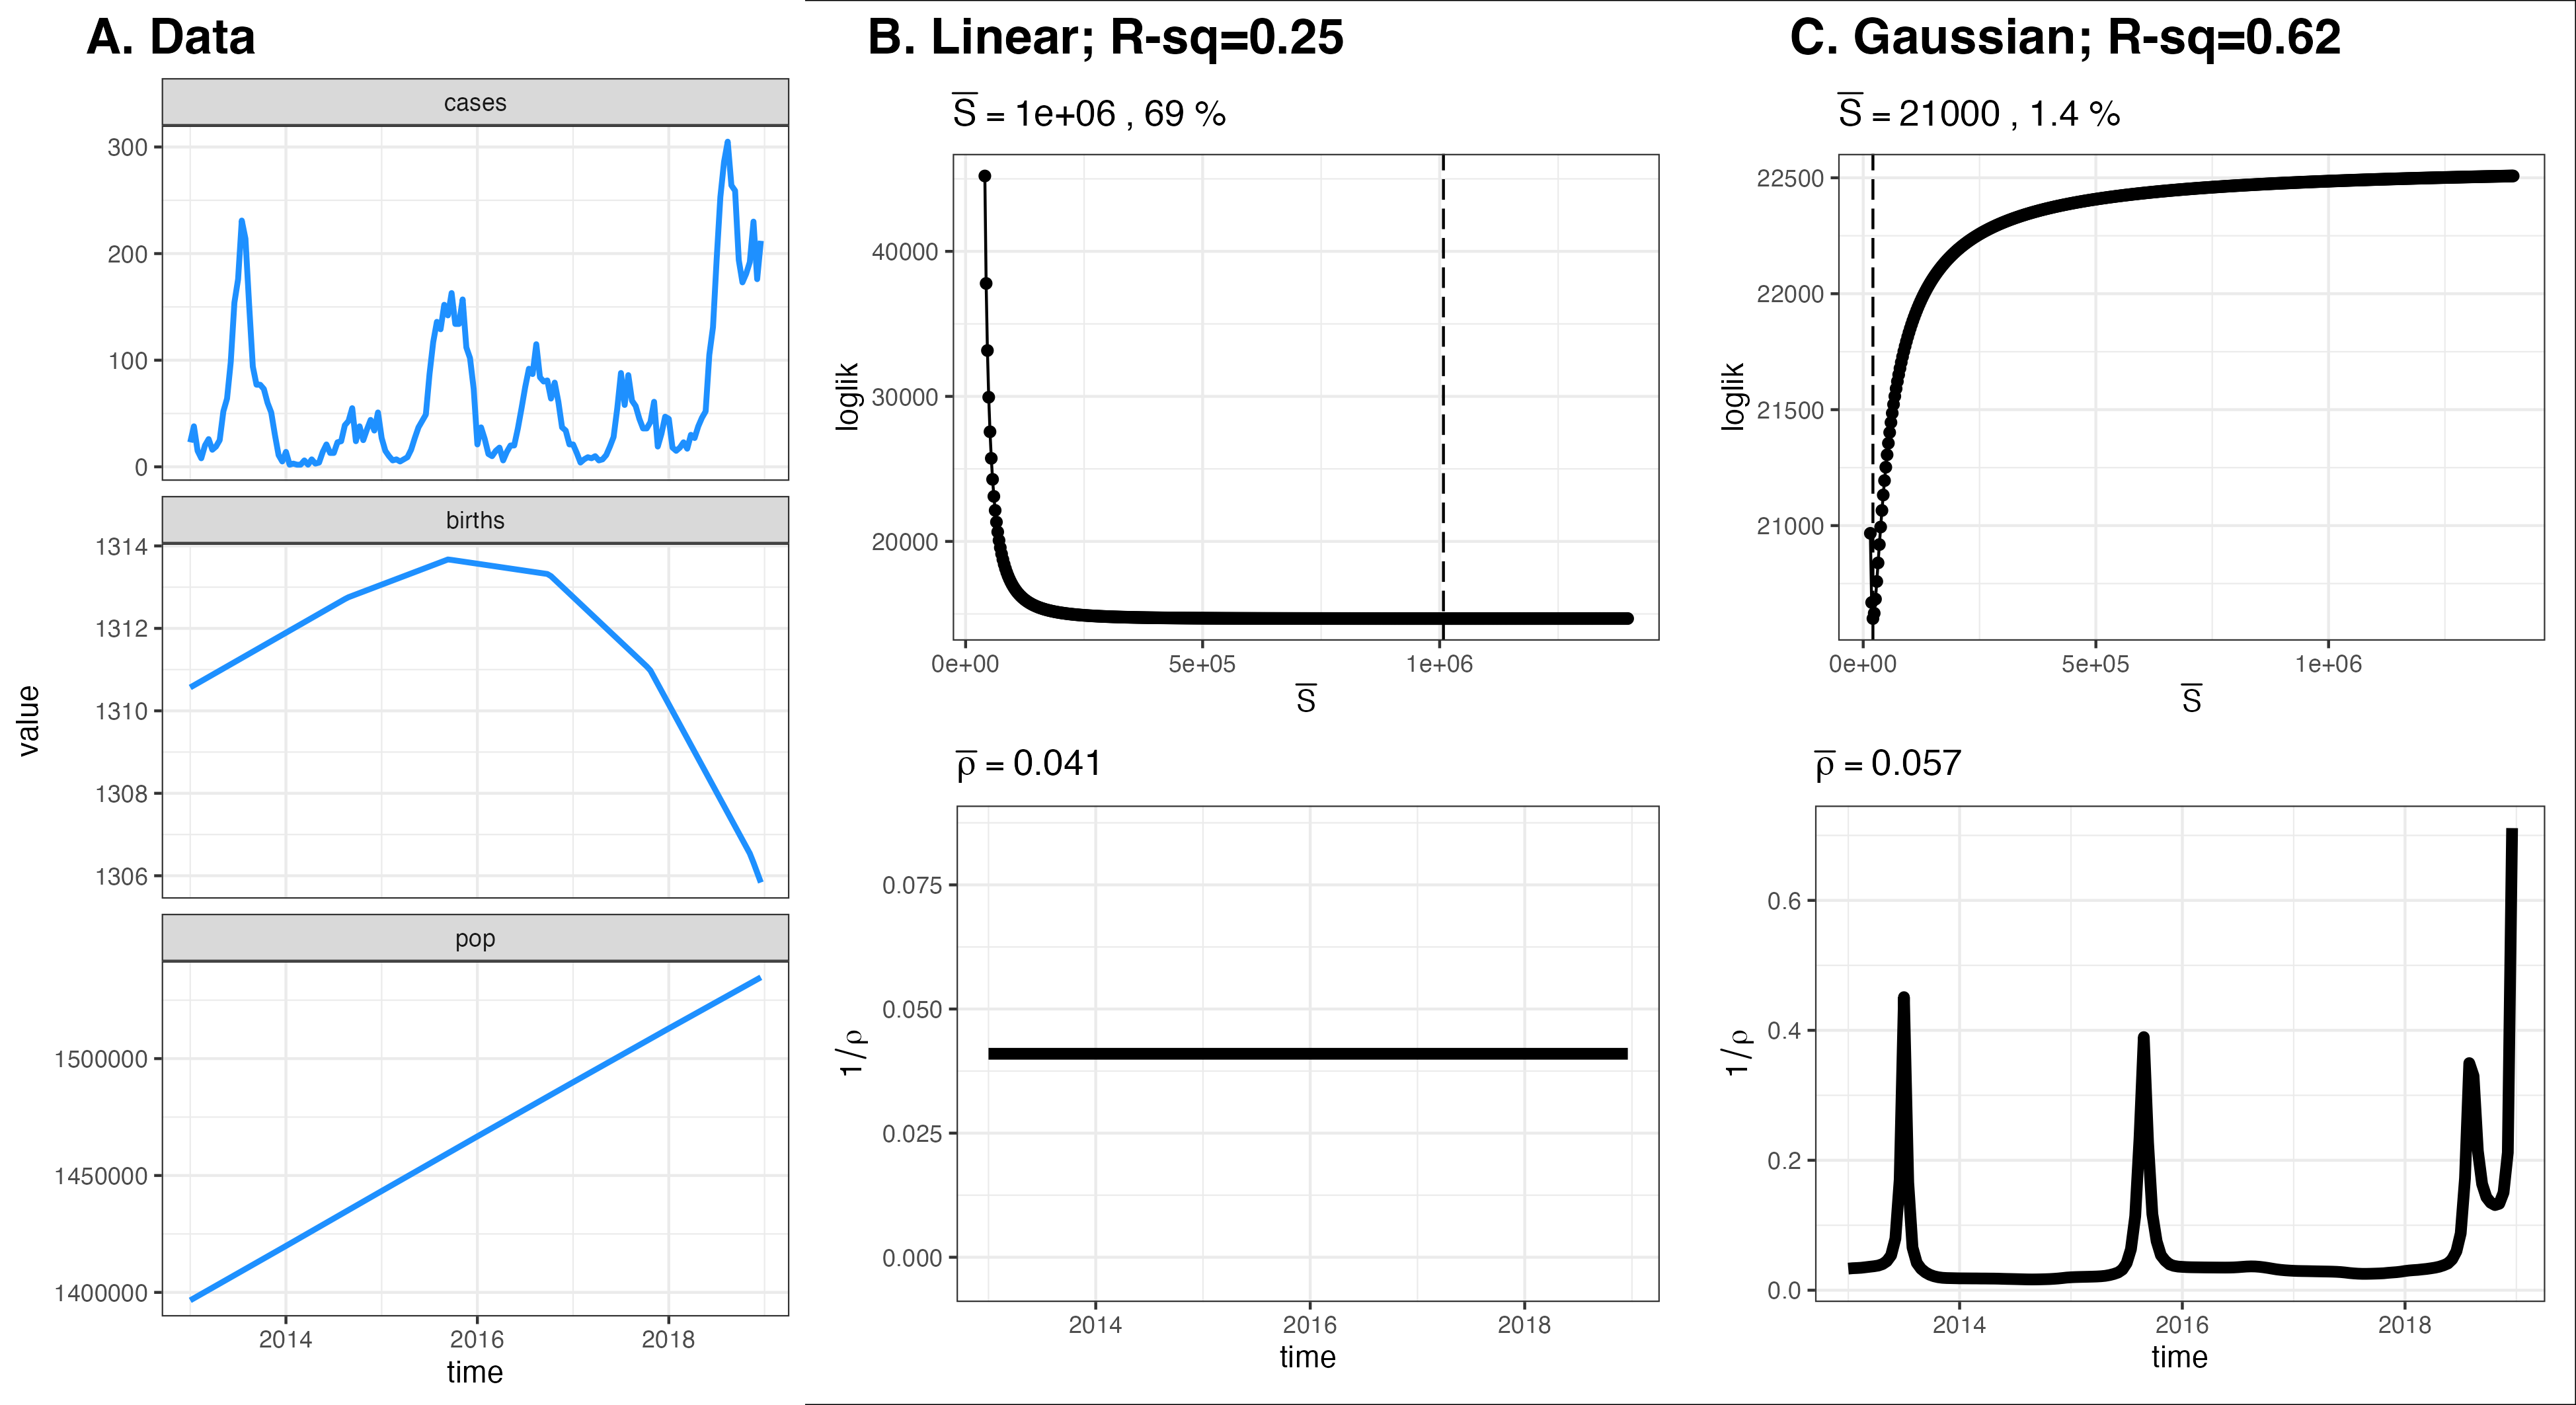 A. Data
cases
300
200
100
0
births
1314
1312
1310
1308
1306
pop
1500000
1450000
1400000
2014 2016 2018
time
value
B. Linear; R-sq=0.25
S̅ = 1e+06 , 69 %
40000
30000
20000
loglik
0e+00 5e+05 1e+06
S̅
ρ̅ = 0.041
0.075
0.050
0.025
0.000
1/ρ
2014 2016 2018
time
C. Gaussian; R-sq=0.62
S̅ = 21000 , 1.4 %
22500
22000
21500
21000
loglik
0e+00 5e+05 1e+06
S̅
ρ̅ = 0.057
0.6
0.4
0.2
0.0
1/ρ
2014 2016 2018
time